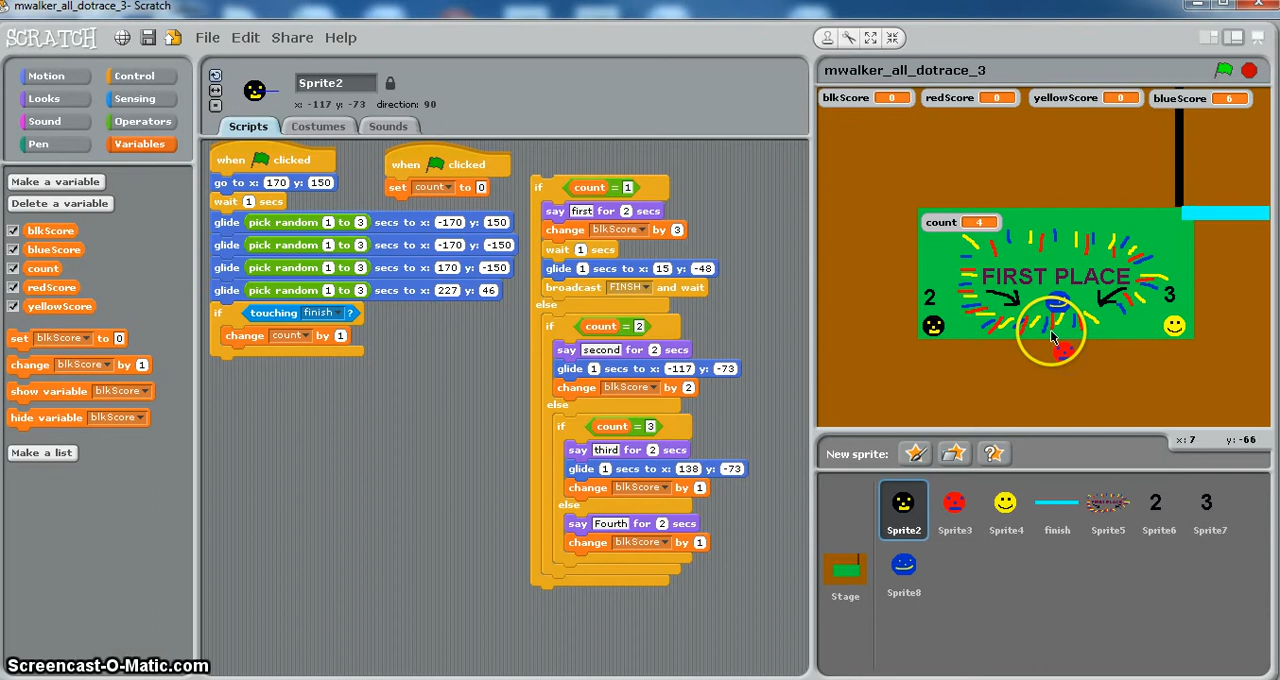 mwalker_all_dotrace_3- Scratch
SCRATCH File Edit Share Help
Motion Control
Looks Sensing
Sound Operators
Pen Variables
Make a variable
Delete a variable
blkScore
blueScore
count
redScore
yellowScore
set blkScore to 0
change blkScore by 1
show variable blkScore
hide variable blkScore
Make a list
Sprite2
x: -117 y: -73 direction: 90
Scripts Costumes Sounds
when clicked
go to x: 170 y: 150
wait 1 secs
glide pick random 1 to 3 secs to x: -170 y: 150
glide pick random 1 to 3 secs to x: -170 y: -150
glide pick random 1 to 3 secs to x: 170 y: -150
glide pick random 1 to 3 secs to x: 227 y: 46
if touching finish ?
change count by 1
when clicked
set count to 0
if count = 1
say first for 2 secs
change blkScore by 3
wait 1 secs
glide 1 secs to x: 15 y: -48
broadcast FINSH and wait
else
if count = 2
say second for 2 secs
glide 1 secs to x: -117 y: -73
change blkScore by 2
else
if count = 3
say third for 2 secs
glide 1 secs to x: 138 y: -73
change blkScore by 1
else
say Fourth for 2 secs
change blkScore by 1
mwalker_all_dotrace_3
blkScore 0 redScore 0 yellowScore 0 blueScore 6
count 4
FIRST PLACE
2 3
x: 7 y: -66
New sprite:
Sprite2 Sprite3 Sprite4 finish Sprite5 2 Sprite6 3 Sprite7
Stage Sprite8
Screencast-O-Matic.com